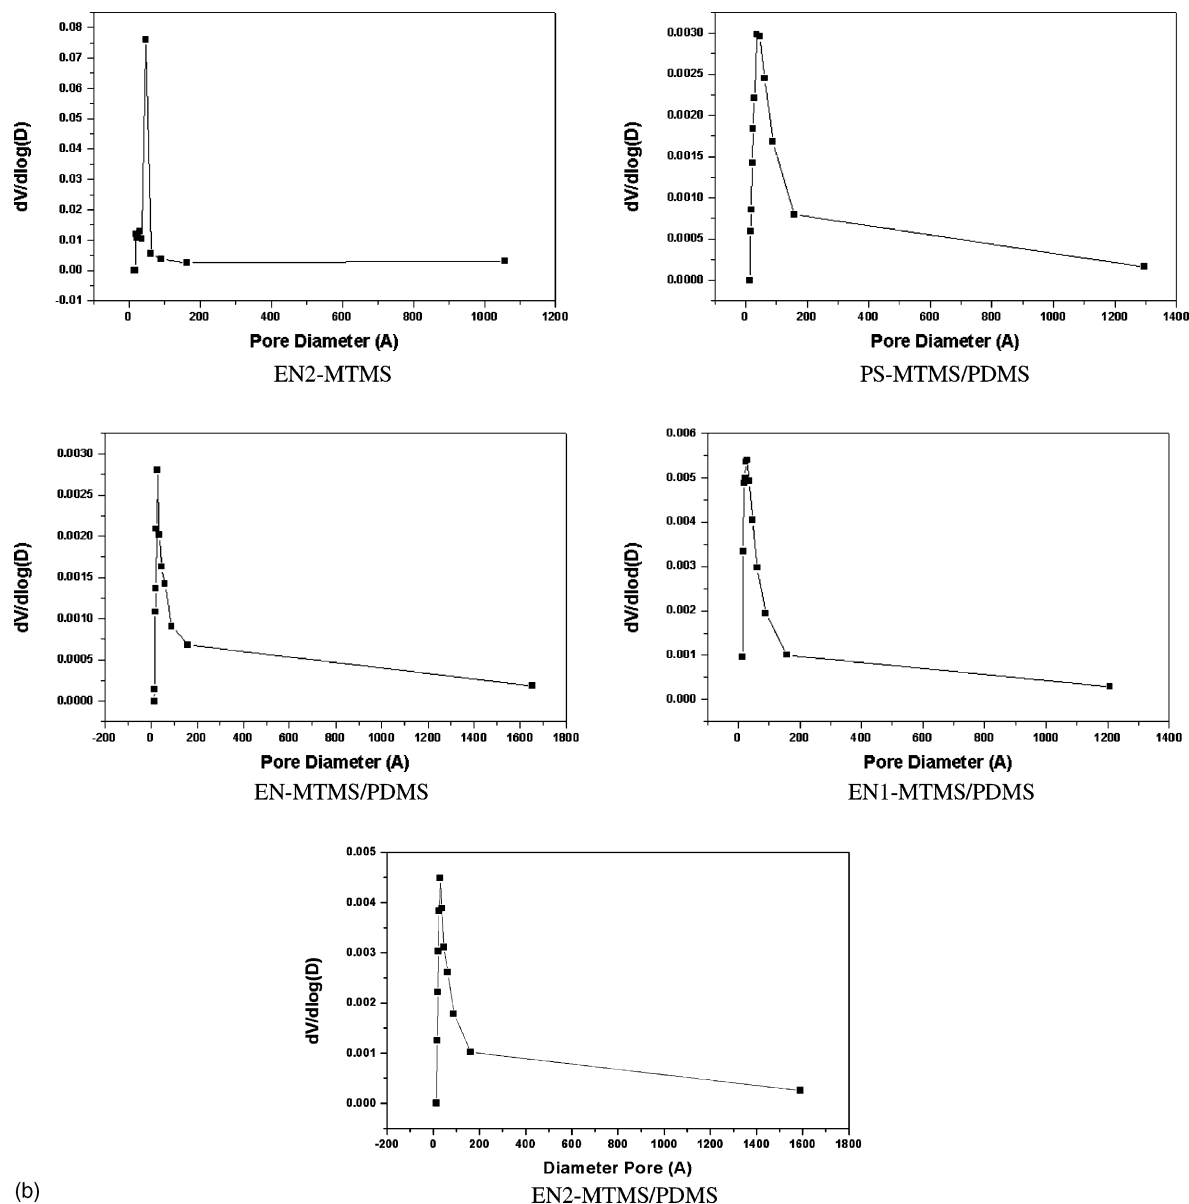 0.08
0.07
0.06
0.05
0.04
0.03
0.02
0.01
0.00
-0.01
dV/dlog(D)
0 200 400 600 800 1000 1200
Pore Diameter (A)
EN2-MTMS
0.0030
0.0025
0.0020
0.0015
0.0010
0.0005
0.0000
dV/dlog(D)
0 200 400 600 800 1000 1200 1400
Pore Diameter (A)
PS-MTMS/PDMS
0.0030
0.0025
0.0020
0.0015
0.0010
0.0005
0.0000
dV/dlog(D)
-200 0 200 400 600 800 1000 1200 1400 1600 1800
Pore Diameter (A)
EN-MTMS/PDMS
0.006
0.005
0.004
0.003
0.002
0.001
0.000
dV/dlod(D)
0 200 400 600 800 1000 1200 1400
Pore Diameter (A)
EN1-MTMS/PDMS
0.005
0.004
0.003
0.002
0.001
0.000
dV/dlog(D)
-200 0 200 400 600 800 1000 1200 1400 1600 1800
Diameter Pore (A)
EN2-MTMS/PDMS
(b)